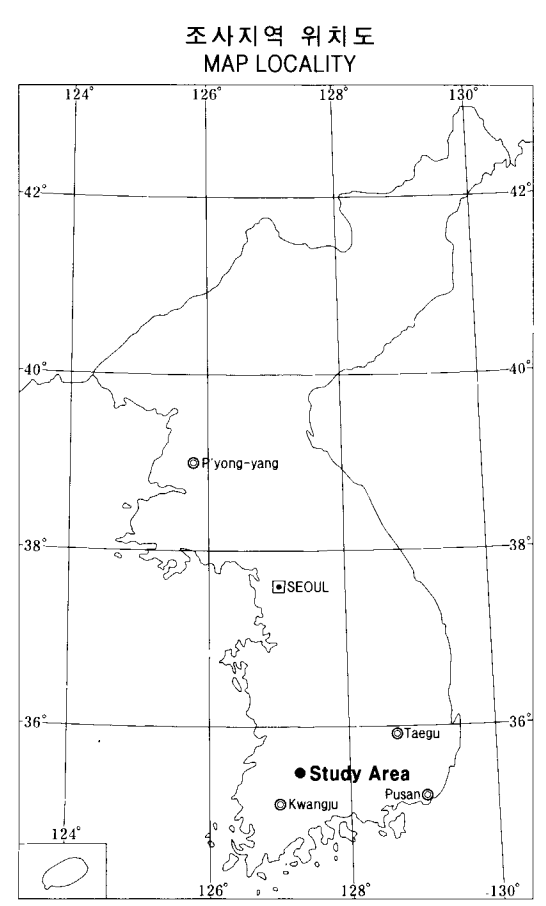 조사지역 위치도
MAP LOCALITY
124° 126° 128° 130°
42° 42°
40° 40°
P'yong-yang
38° 38°
SEOUL
36° 36°
Taegu
Study Area
Pusan
Kwangju
124°
126° 128° 130°